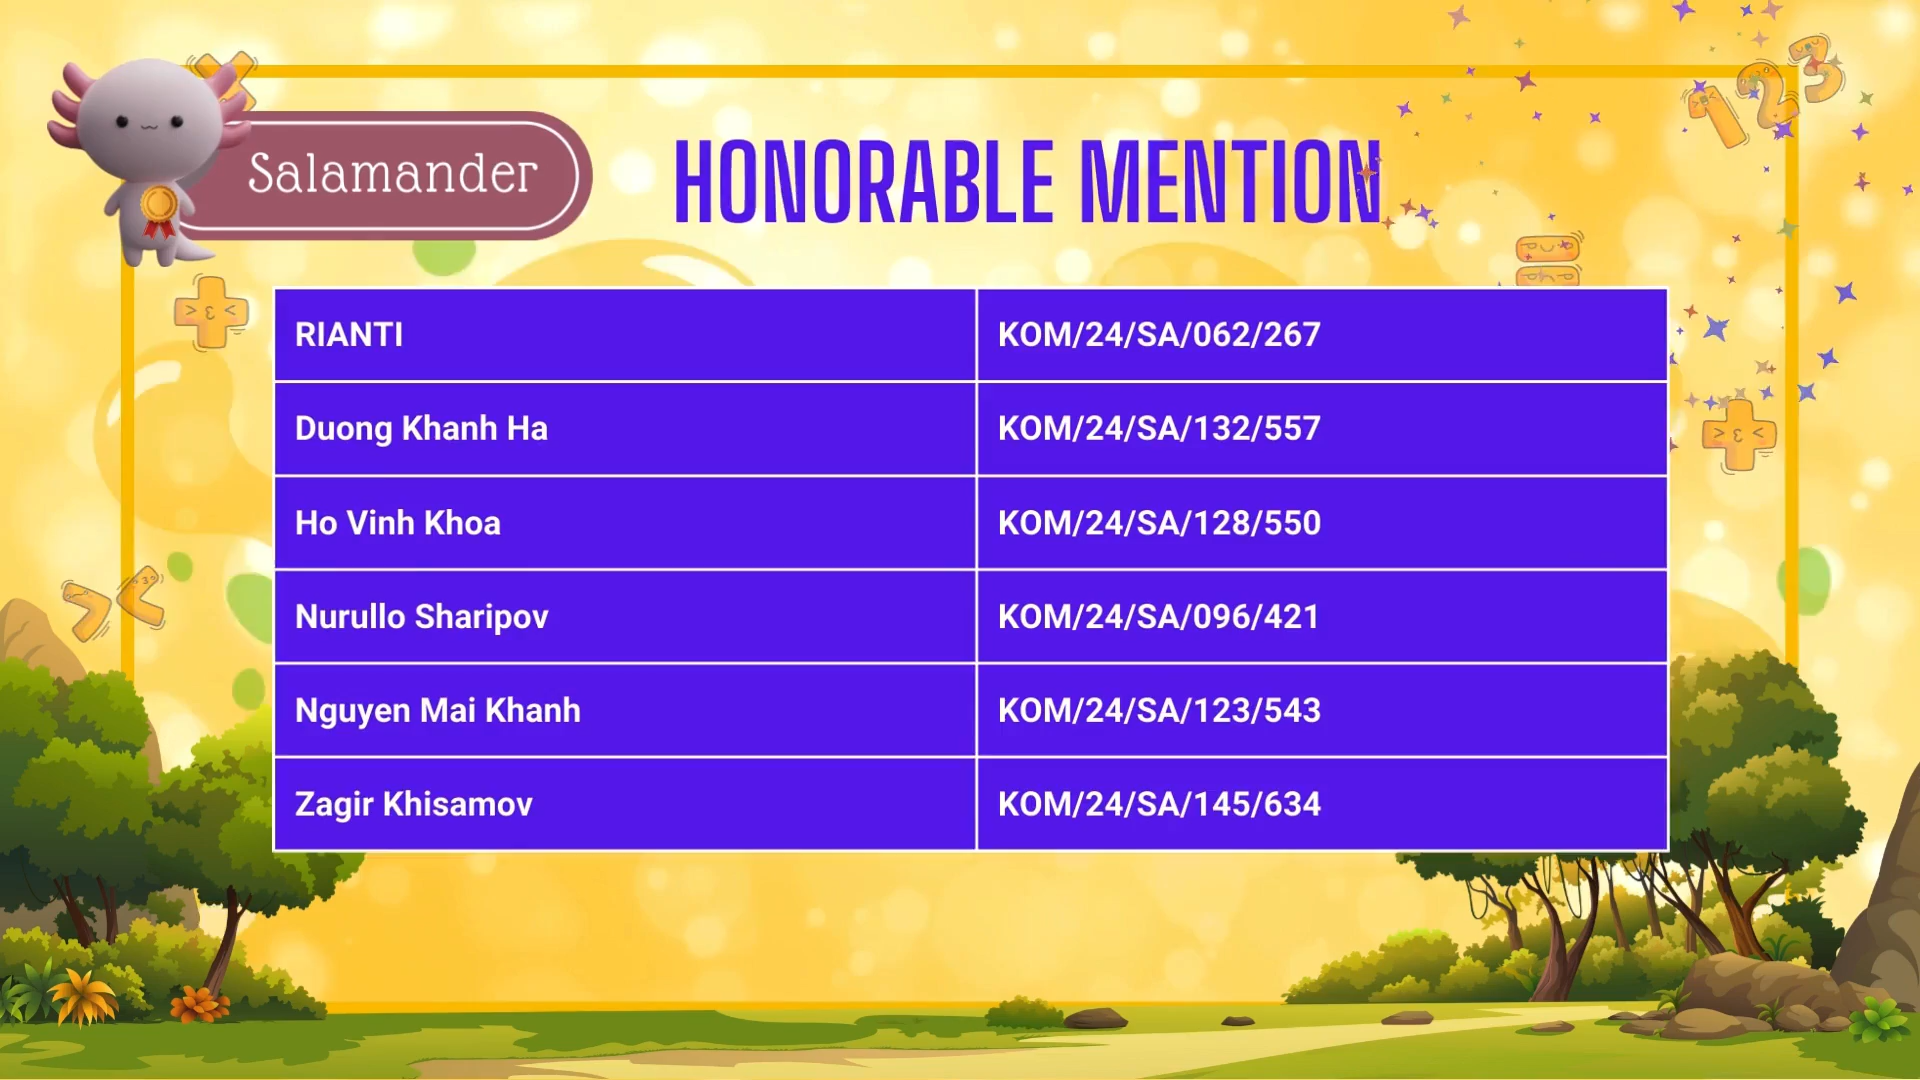 Salamander
HONORABLE MENTION
RIANTI KOM/24/SA/062/267
Duong Khanh Ha KOM/24/SA/132/557
Ho Vinh Khoa KOM/24/SA/128/550
Nurullo Sharipov KOM/24/SA/096/421
Nguyen Mai Khanh KOM/24/SA/123/543
Zagir Khisamov KOM/24/SA/145/634
123